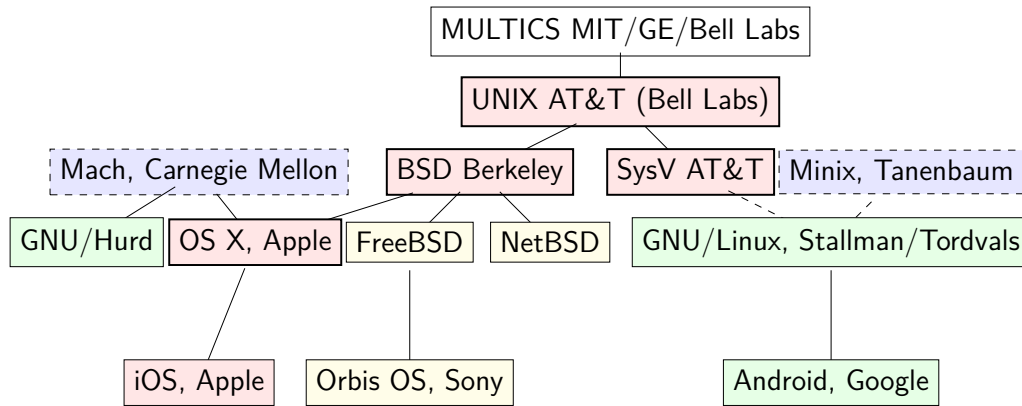 MULTICS MIT/GE/Bell Labs
UNIX AT&T (Bell Labs)
Mach, Carnegie Mellon
BSD Berkeley
SysV AT&T
Minix, Tanenbaum
GNU/Hurd
OS X, Apple
FreeBSD
NetBSD
GNU/Linux, Stallman/Tordvals
iOS, Apple
Orbis OS, Sony
Android, Google